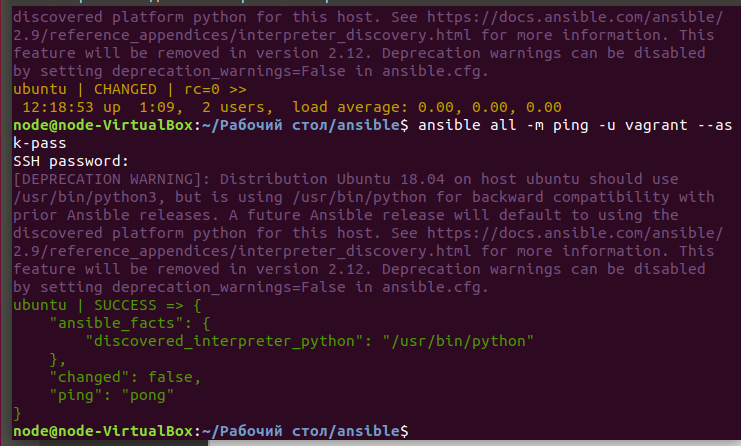 discovered platform python for this host. See https://docs.ansible.com/ansible/
2.9/reference_appendices/interpreter_discovery.html for more information. This
feature will be removed in version 2.12. Deprecation warnings can be disabled
by setting deprecation_warnings=False in ansible.cfg.
ubuntu | CHANGED | rc=0 >>
 12:18:53 up  1:09,  2 users,  load average: 0.00, 0.00, 0.00
node@node-VirtualBox:~/Рабочий стол/ansible$ ansible all -m ping -u vagrant --as
k-pass
SSH password:
[DEPRECATION WARNING]: Distribution Ubuntu 18.04 on host ubuntu should use
/usr/bin/python3, but is using /usr/bin/python for backward compatibility with
prior Ansible releases. A future Ansible release will default to using the
discovered platform python for this host. See https://docs.ansible.com/ansible/
2.9/reference_appendices/interpreter_discovery.html for more information. This
feature will be removed in version 2.12. Deprecation warnings can be disabled
by setting deprecation_warnings=False in ansible.cfg.
ubuntu | SUCCESS => {
    "ansible_facts": {
        "discovered_interpreter_python": "/usr/bin/python"
    },
    "changed": false,
    "ping": "pong"
}
node@node-VirtualBox:~/Рабочий стол/ansible$